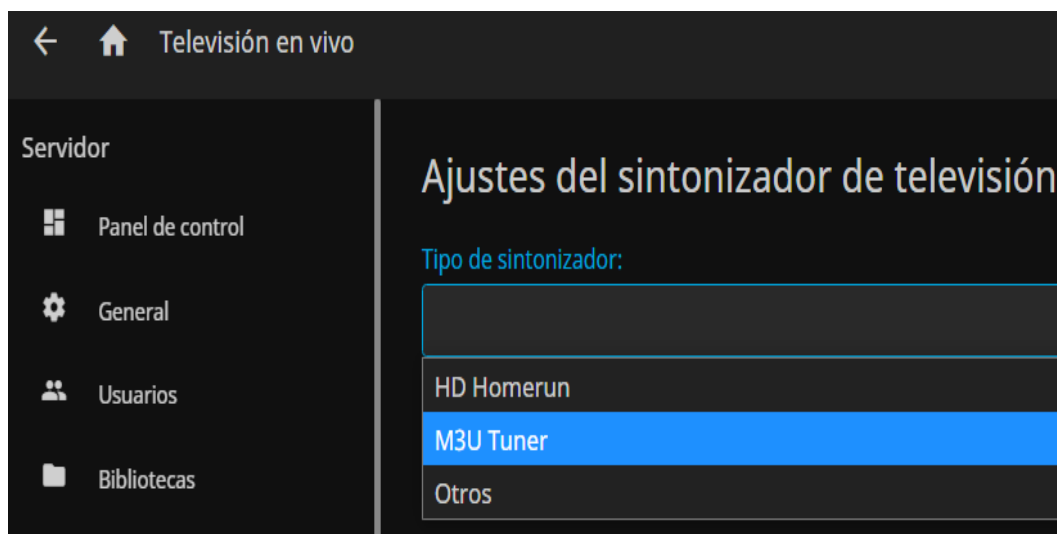 Televisión en vivo
Servidor
Panel de control
General
Usuarios
Bibliotecas
Ajustes del sintonizador de televisión
Tipo de sintonizador:
HD Homerun
M3U Tuner
Otros